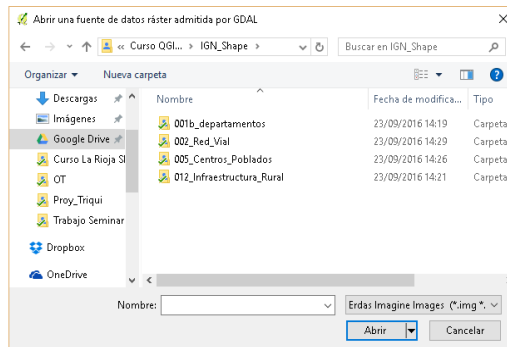 Abrir una fuente de datos ráster admitida por GDAL
« Curso QGI... > IGN_Shape >
Buscar en IGN_Shape
Organizar
Nueva carpeta
Nombre
Fecha de modifica...
Tipo
Descargas
Imágenes
Google Drive
Curso La Rioja Sl
OT
Proy_Triqui
Trabajo Seminar
Dropbox
OneDrive
001b_departamentos 23/09/2016 14:19 Carpeta
002_Red_Vial 23/09/2016 14:29 Carpeta
005_Centros_Poblados 23/09/2016 14:26 Carpeta
012_Infraestructura_Rural 23/09/2016 14:21 Carpeta
Nombre:
Erdas Imagine Images (*.img *.
Abrir
Cancelar